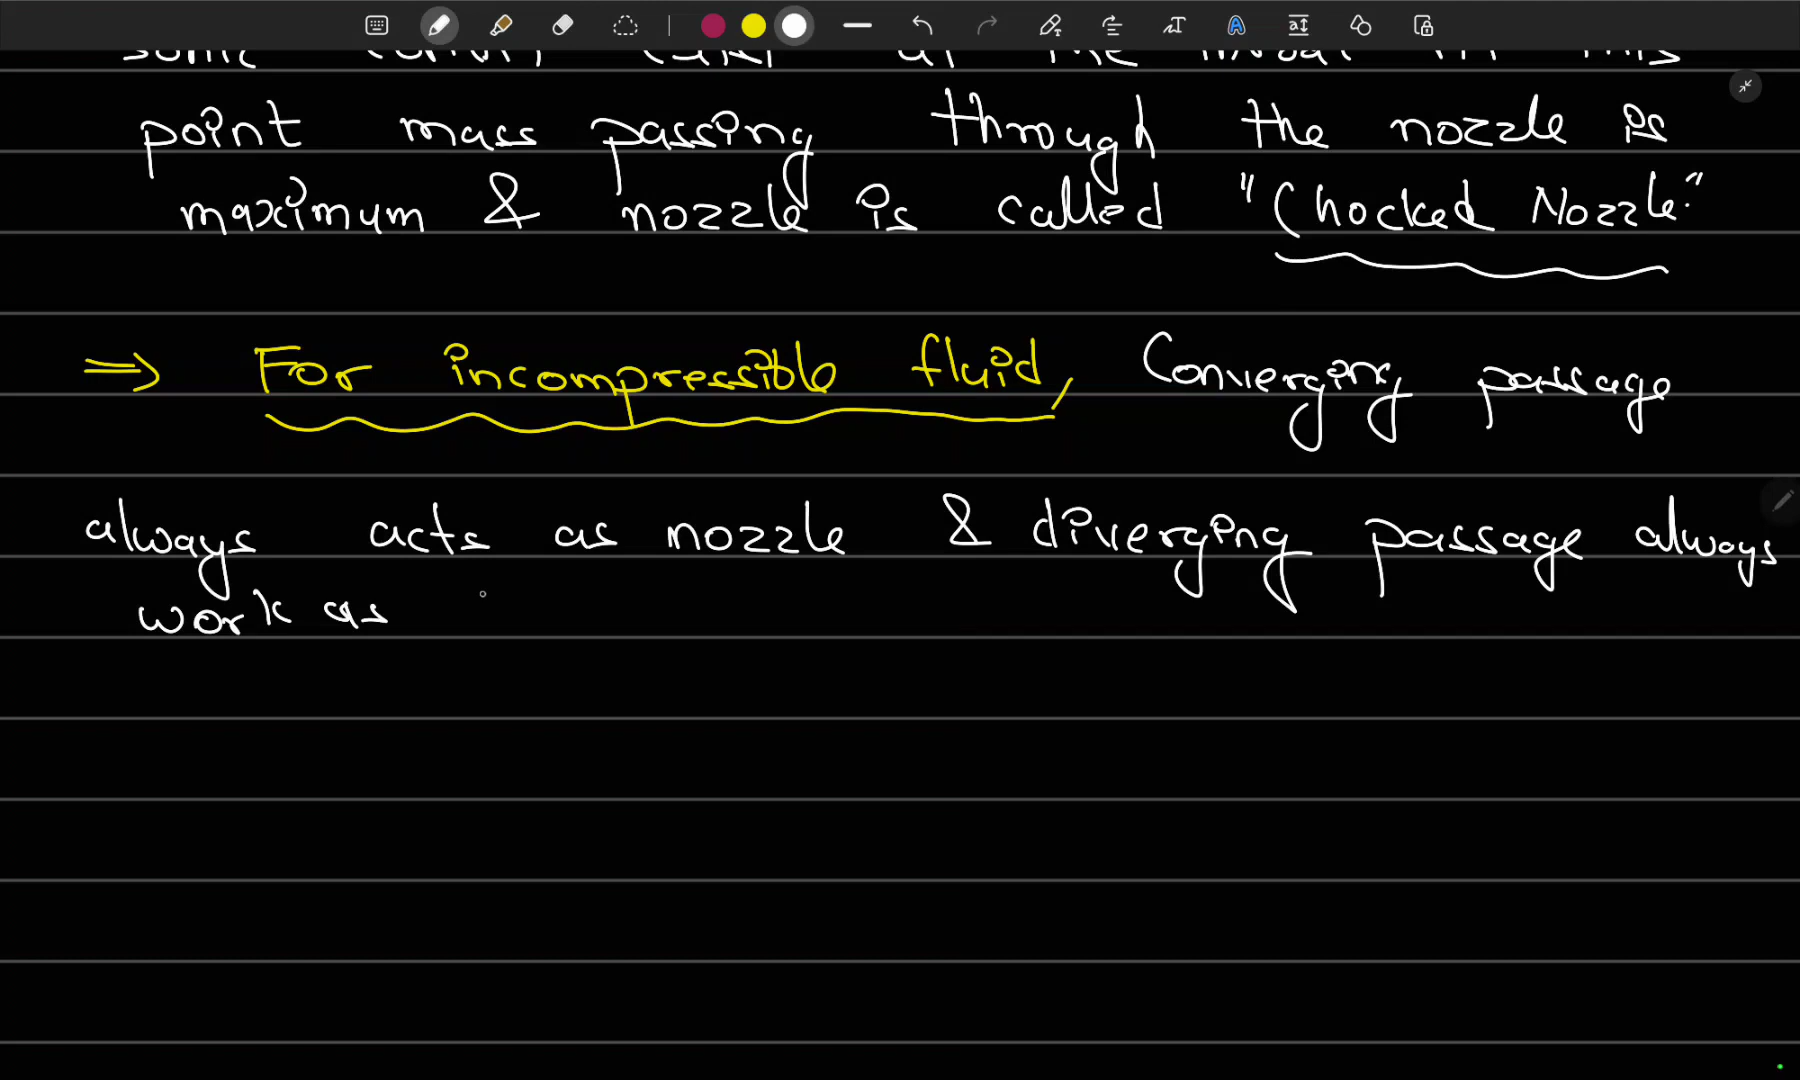 point mass passing through the nozzle is
maximum & nozzle is called "Chocked Nozzle."
⇒ For incompressible fluid, Converging passage
always acts as nozzle & diverging passage always
work as